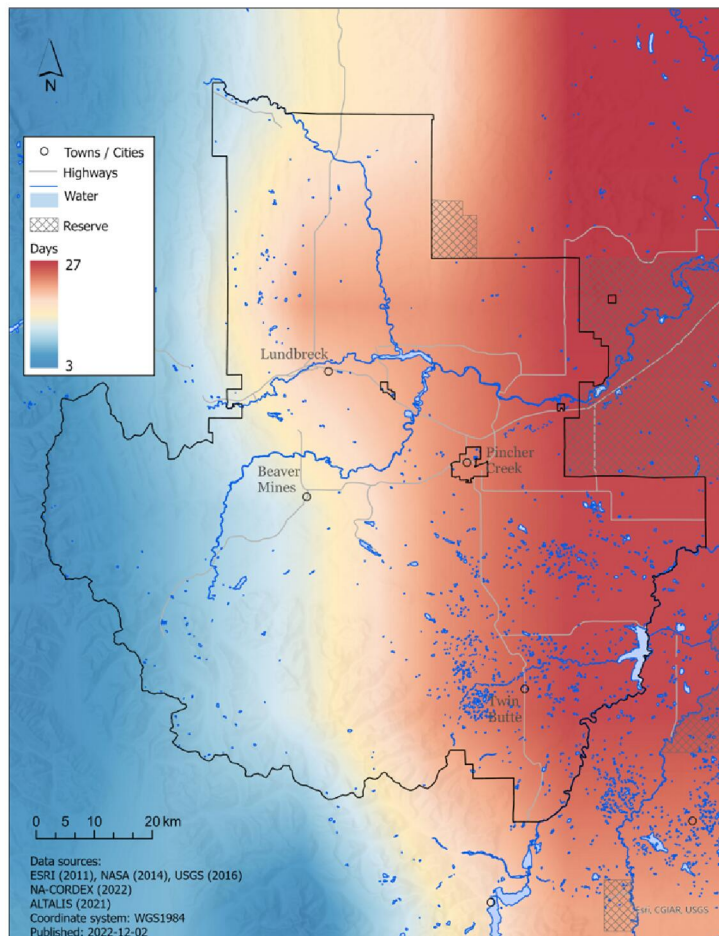 N
Towns / Cities
Highways
Water
Reserve
Days
27
3
Lundbreck
Pincher
Creek
Beaver
Mines
Twin
Butte
0 5 10 20 km
Data sources:
ESRI (2011), NASA (2014), USGS (2016)
NA-CORDEX (2022)
ALTALIS (2021)
Coordinate system: WGS1984
Published: 2022-12-02
Esri, CGIAR, USGS